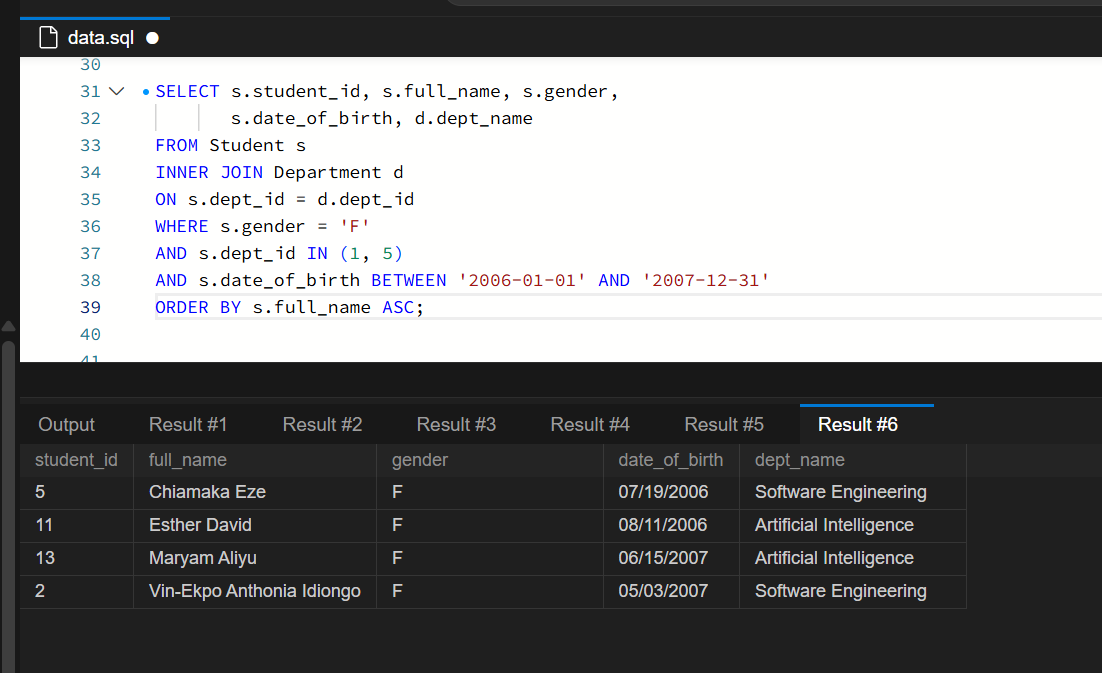 data.sql
30
31 SELECT s.student_id, s.full_name, s.gender,
32 s.date_of_birth, d.dept_name
33 FROM Student s
34 INNER JOIN Department d
35 ON s.dept_id = d.dept_id
36 WHERE s.gender = 'F'
37 AND s.dept_id IN (1, 5)
38 AND s.date_of_birth BETWEEN '2006-01-01' AND '2007-12-31'
39 ORDER BY s.full_name ASC;
40
41
Output Result #1 Result #2 Result #3 Result #4 Result #5 Result #6
student_id full_name gender date_of_birth dept_name
5 Chiamaka Eze F 07/19/2006 Software Engineering
11 Esther David F 08/11/2006 Artificial Intelligence
13 Maryam Aliyu F 06/15/2007 Artificial Intelligence
2 Vin-Ekpo Anthonia Idiongo F 05/03/2007 Software Engineering